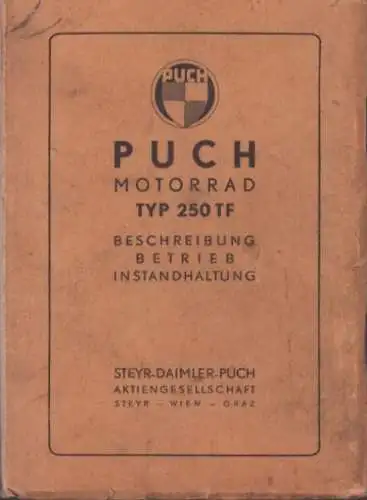 PUCH
PUCH
MOTORRAD
TYP 250 TF
BESCHREIBUNG
BETRIEB
INSTANDHALTUNG
STEYR-DAIMLER-PUCH
AKTIENGESELLSCHAFT
STEYR — WIEN — GRAZ